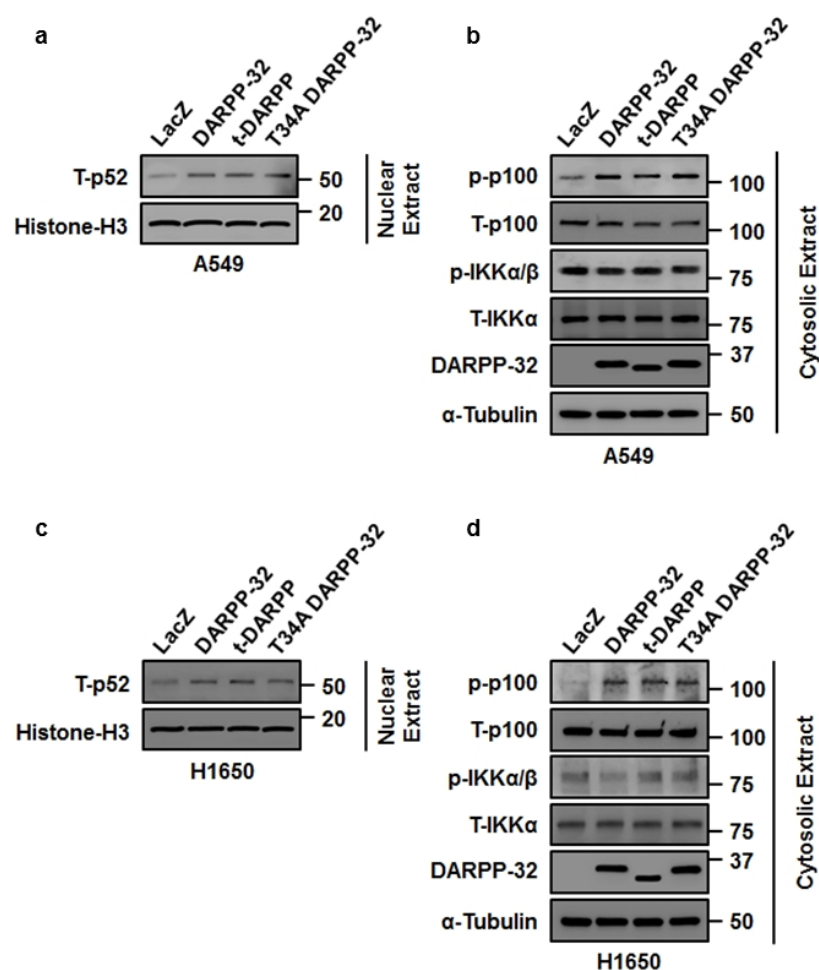 a
LacZ
DARPP-32
t-DARPP
T34A DARPP-32
T-p52
50
Histone-H3
20
Nuclear
Extract
A549
b
LacZ
DARPP-32
t-DARPP
T34A DARPP-32
p-p100
100
T-p100
100
p-IKKα/β
75
T-IKKα
75
DARPP-32
37
α-Tubulin
50
Cytosolic Extract
A549
c
LacZ
DARPP-32
t-DARPP
T34A DARPP-32
T-p52
50
Histone-H3
20
Nuclear
Extract
H1650
d
LacZ
DARPP-32
t-DARPP
T34A DARPP-32
p-p100
100
T-p100
100
p-IKKα/β
75
T-IKKα
75
DARPP-32
37
α-Tubulin
50
Cytosolic Extract
H1650